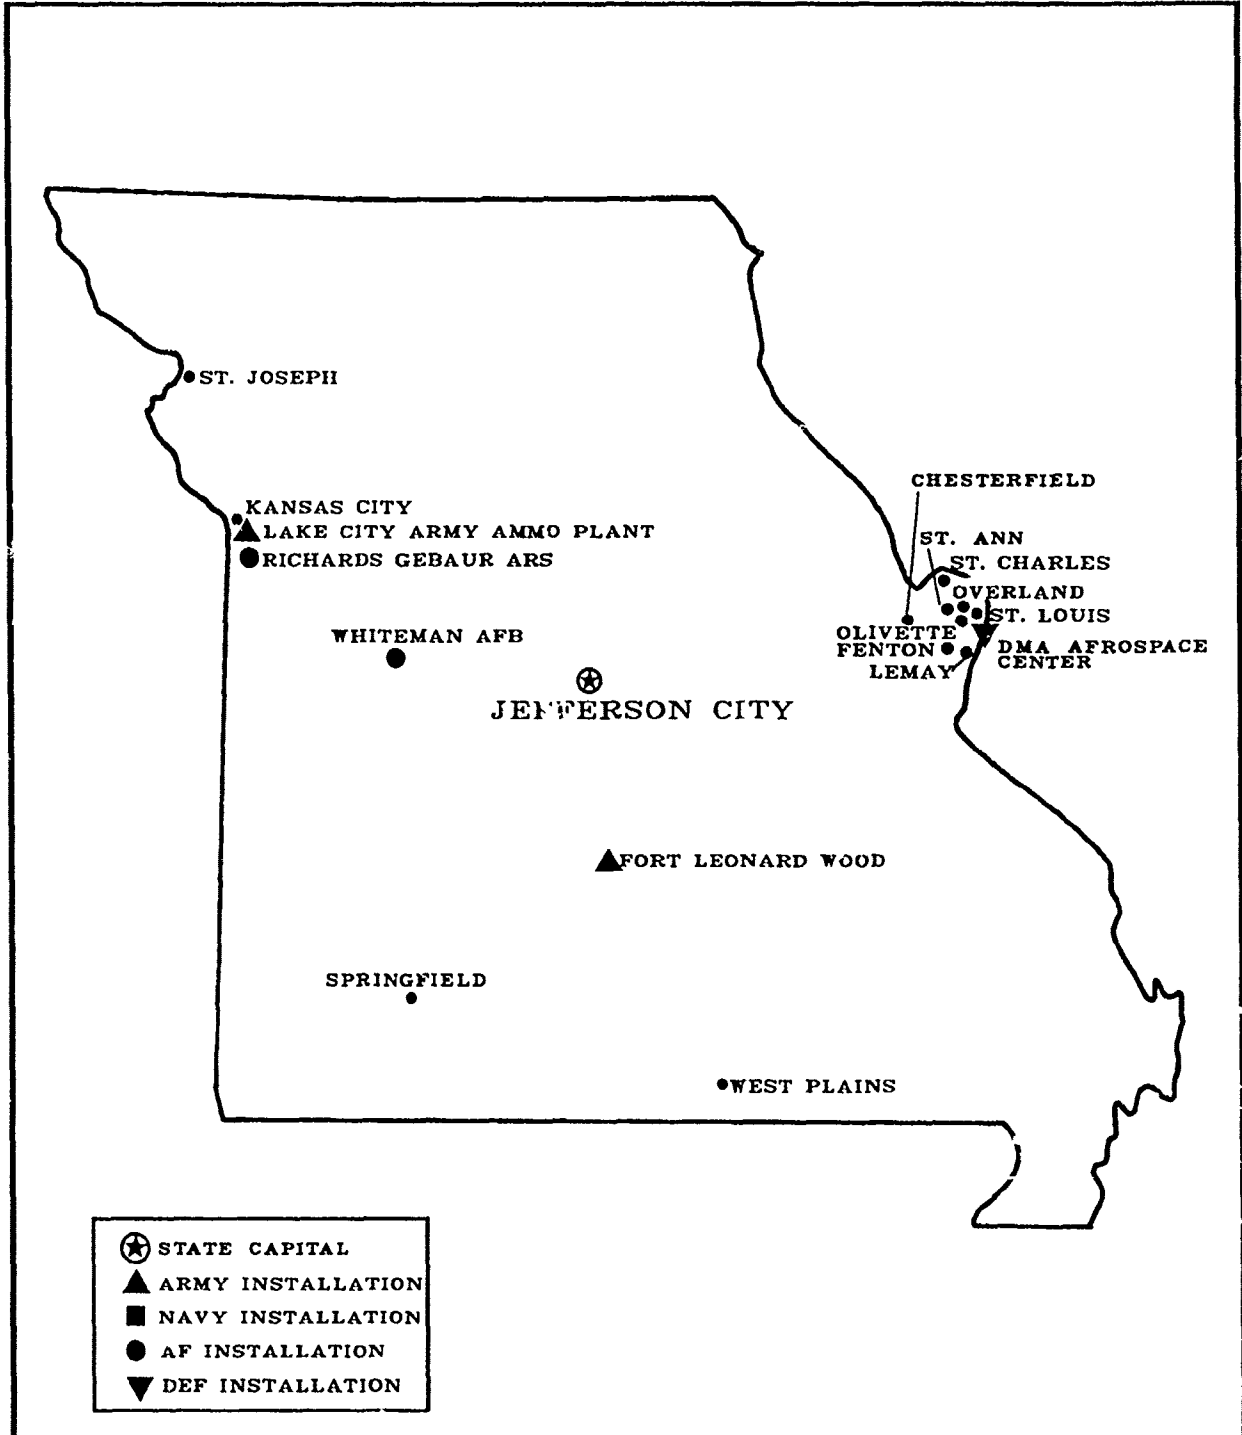 ST. JOSEPH
CHESTERFIELD
KANSAS CITY
LAKE CITY ARMY AMMO PLANT
ST. ANN
RICHARDS GEBAUR ARS
ST. CHARLES
OVERLAND
ST. LOUIS
WHITEMAN AFB
OLIVETTE
FENTON
DMA AFROSPACE
CENTER
LEMAY
JEFFERSON CITY
FORT LEONARD WOOD
SPRINGFIELD
WEST PLAINS
STATE CAPITAL
ARMY INSTALLATION
NAVY INSTALLATION
AF INSTALLATION
DEF INSTALLATION